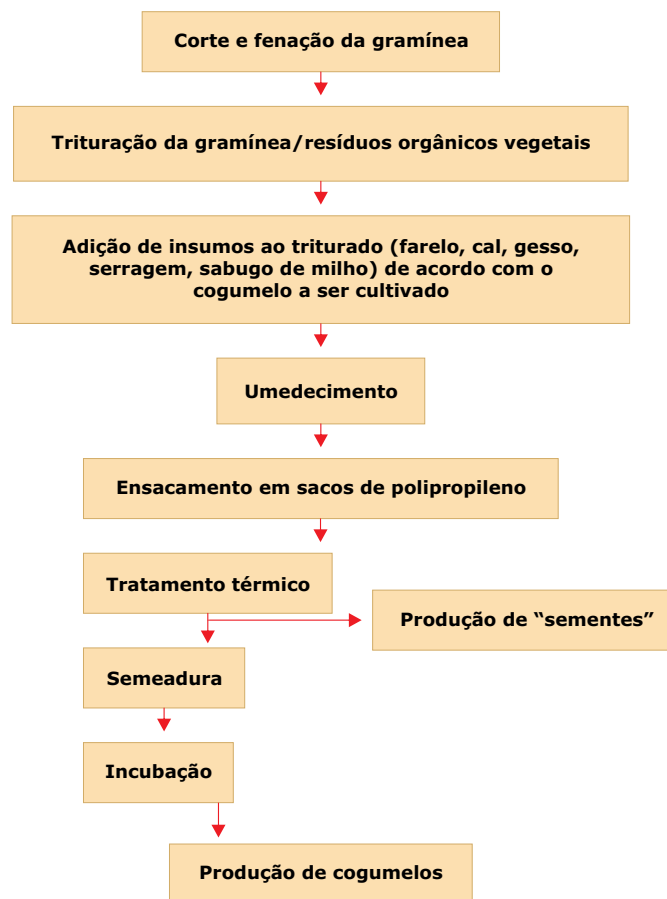 Corte e fenação da gramínea
Trituração da gramínea/resíduos orgânicos vegetais
Adição de insumos ao triturado (farelo, cal, gesso,
serragem, sabugo de milho) de acordo com o
cogumelo a ser cultivado
Umedecimento
Ensacamento em sacos de polipropileno
Tratamento térmico
Produção de “sementes”
Semeadura
Incubação
Produção de cogumelos